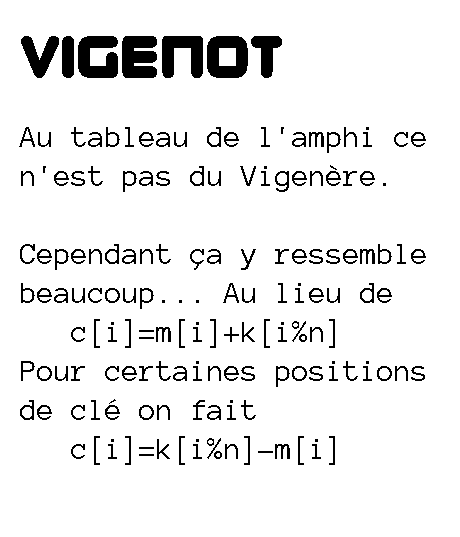 VIGENOT
Au tableau de l'amphi ce
n'est pas du Vigenère.
Cependant ça y ressemble
beaucoup... Au lieu de
c[i]=m[i]+k[i%n]
Pour certaines positions
de clé on fait
c[i]=k[i%n]-m[i]